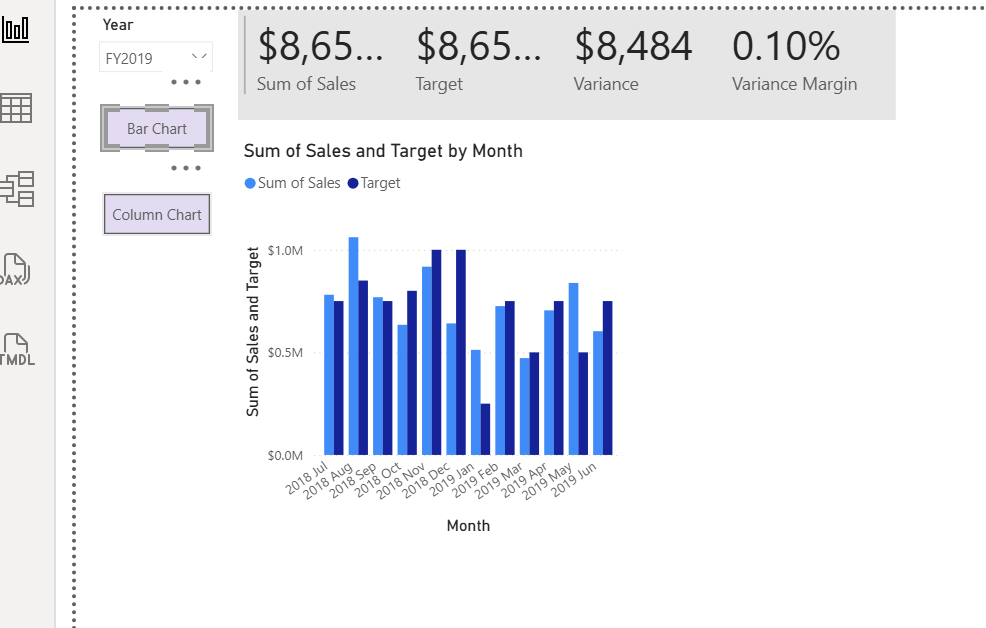 Year
FY2019
Bar Chart
Column Chart
DAX
TMDL
$8,65... $8,65... $8,484 0.10%
Sum of Sales Target Variance Variance Margin
Sum of Sales and Target by Month
Sum of Sales Target
Sum of Sales and Target
$1.0M
$0.5M
$0.0M
2018 Jul
2018 Aug
2018 Sep
2018 Oct
2018 Nov
2018 Dec
2019 Jan
2019 Feb
2019 Mar
2019 Apr
2019 May
2019 Jun
Month